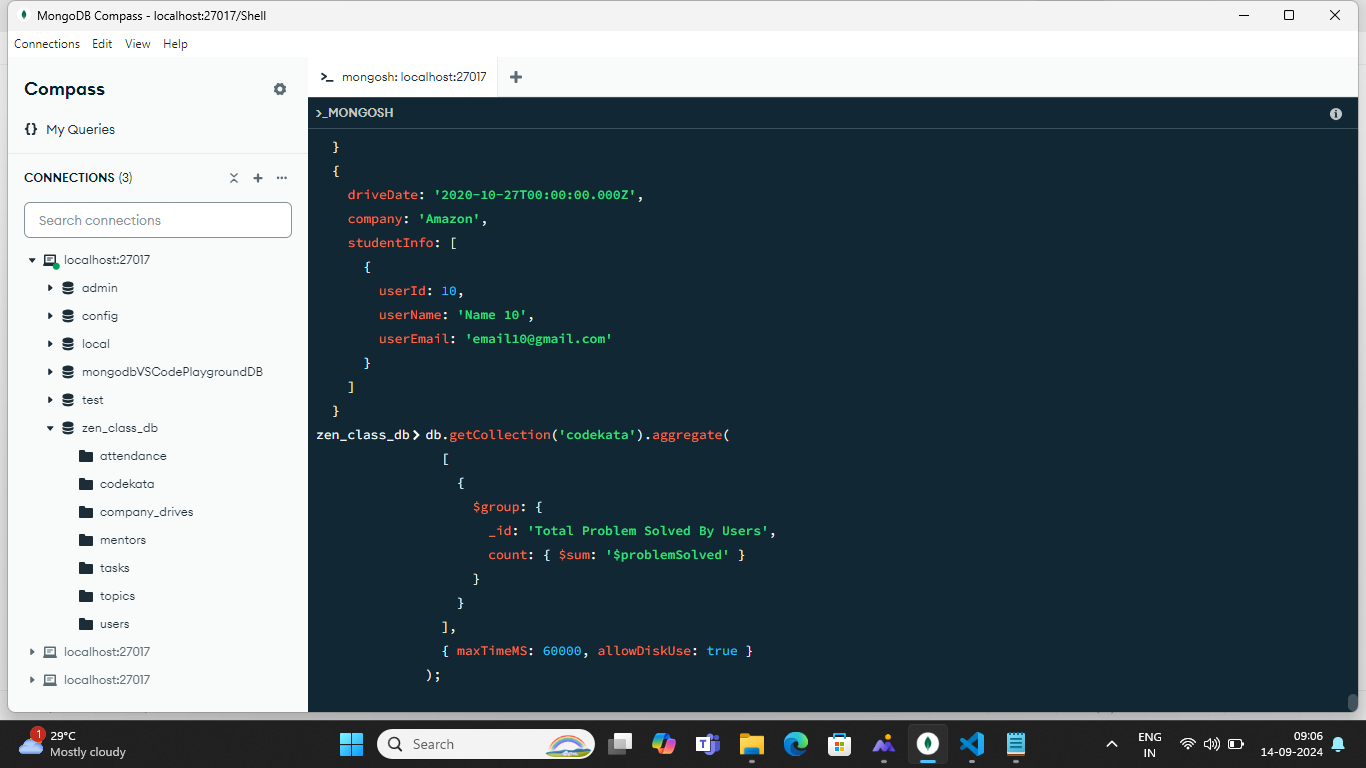 MongoDB Compass - localhost:27017/Shell
Connections Edit View Help
Compass
{} My Queries
CONNECTIONS (3)
Search connections
localhost:27017
admin
config
local
mongodbVSCodePlaygroundDB
test
zen_class_db
attendance
codekata
company_drives
mentors
tasks
topics
users
localhost:27017
localhost:27017
>_ mongosh: localhost:27017 +
>_MONGOSH
}
{
driveDate: '2020-10-27T00:00:00.000Z',
company: 'Amazon',
studentInfo: [
{
userId: 10,
userName: 'Name 10',
userEmail: 'email10@gmail.com'
}
]
}
zen_class_db> db.getCollection('codekata').aggregate(
[
{
$group: {
_id: 'Total Problem Solved By Users',
count: { $sum: '$problemSolved' }
}
}
],
{ maxTimeMS: 60000, allowDiskUse: true }
);
1
29°C
Mostly cloudy
Search
ENG
IN
09:06
14-09-2024